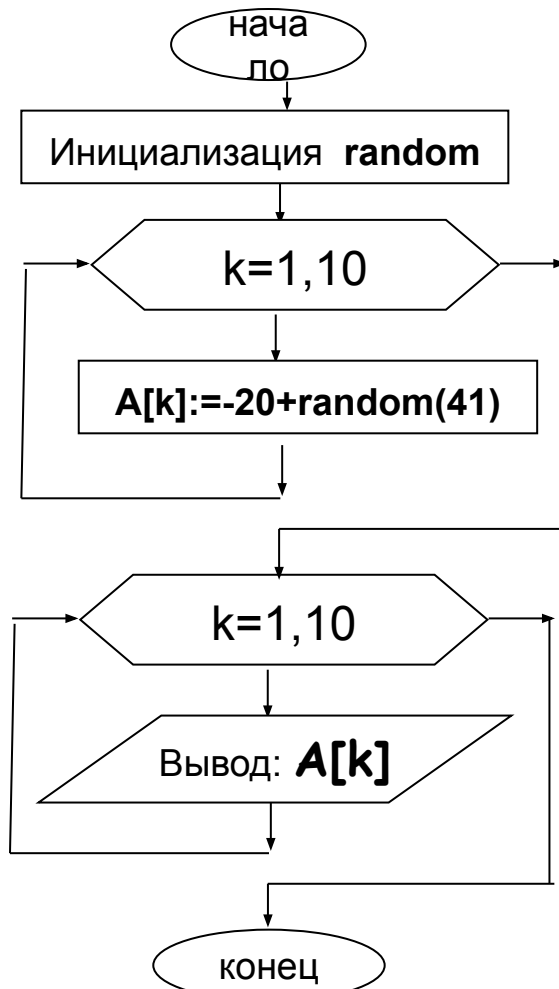 нача
ло
Инициализация random
k=1,10
A[k]:=-20+random(41)
k=1,10
Вывод: A[k]
конец